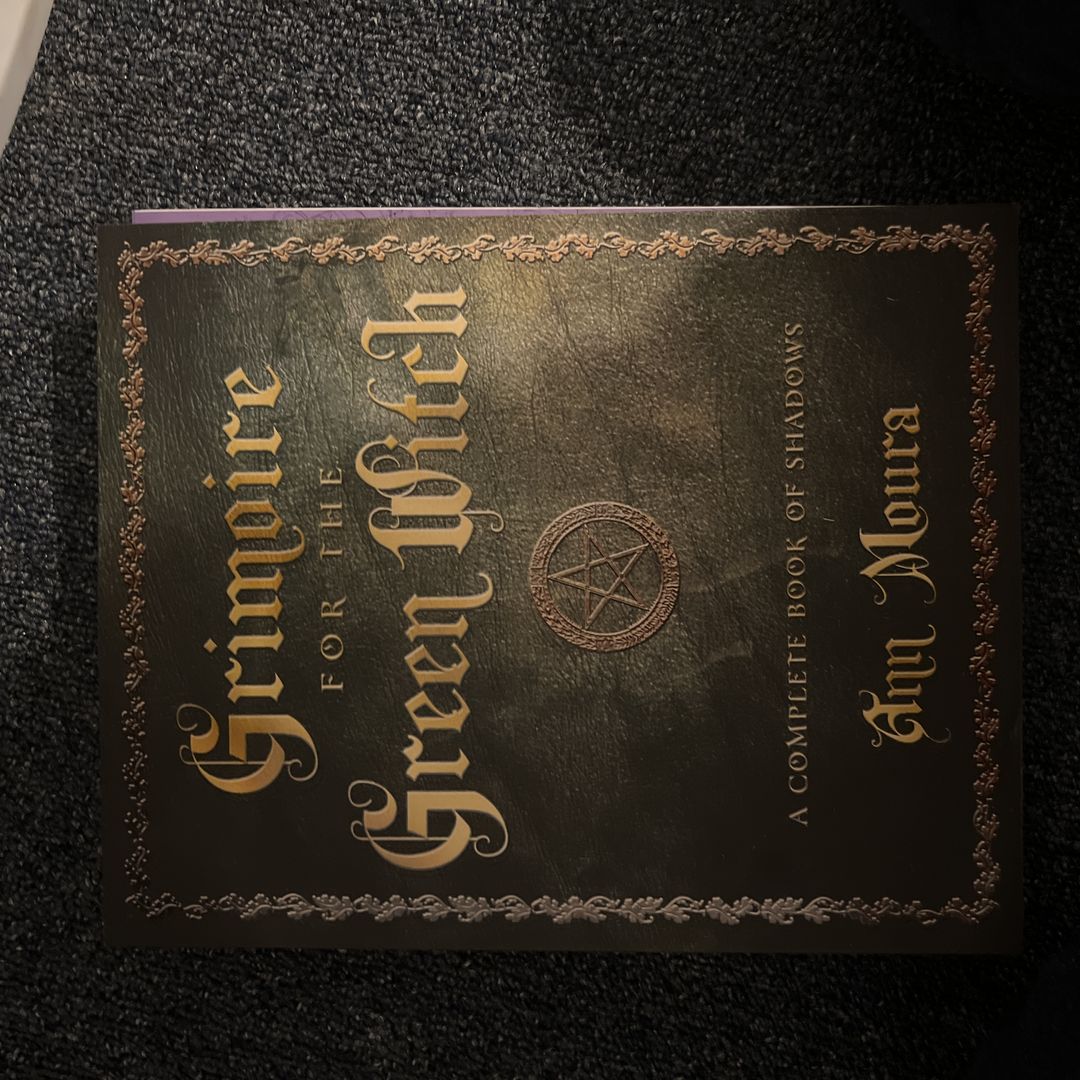 Grimoire
FOR THE
Green Witch
A COMPLETE BOOK OF SHADOWS
Ann Moura